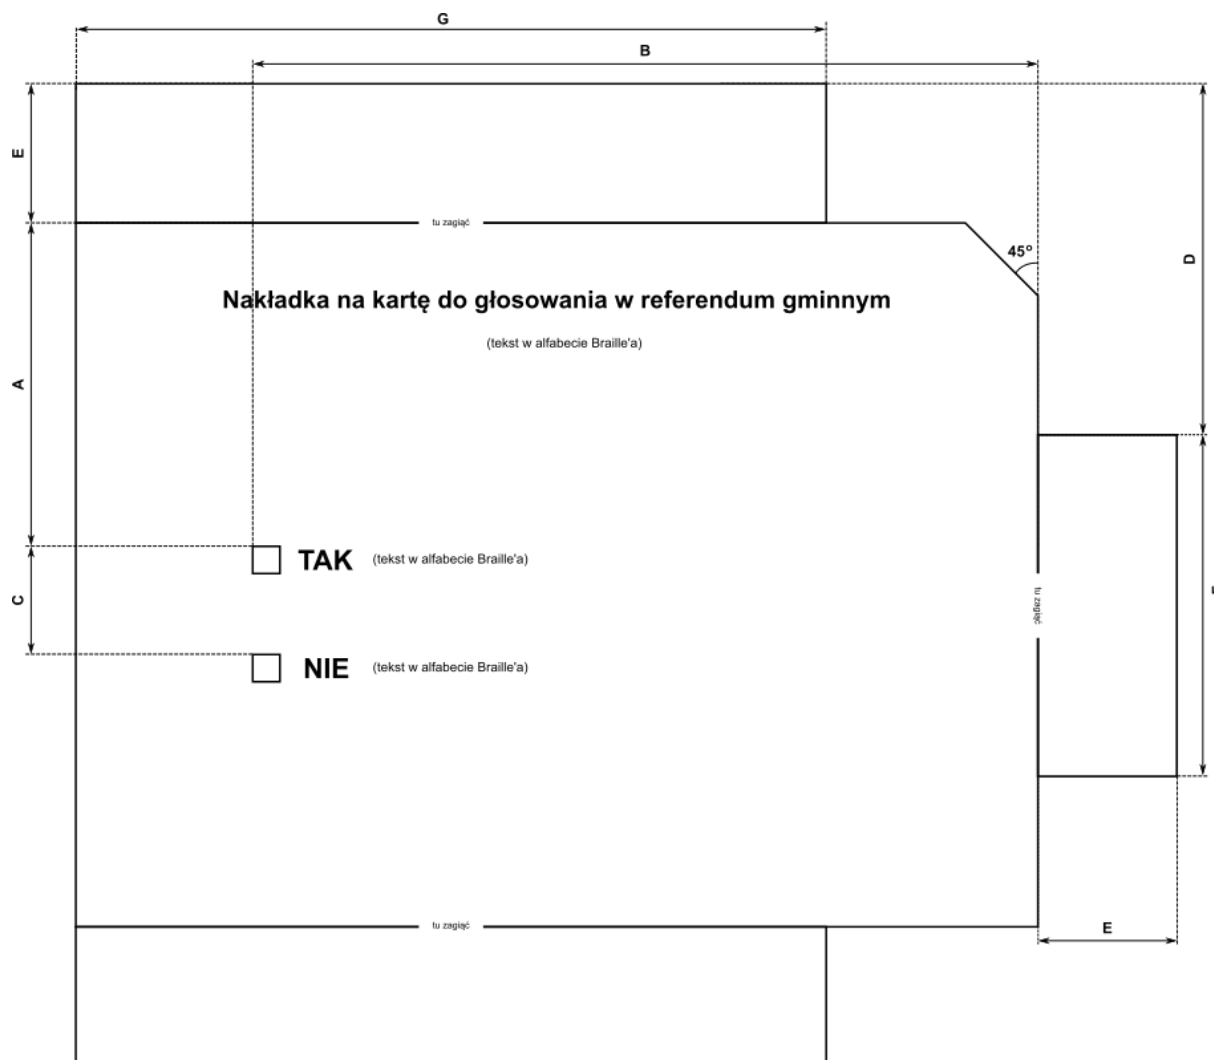 G
B
E
tu zagiąć
45°
D
Nakładka na kartę do głosowania w referendum gminnym
(tekst w alfabecie Braille'a)
A
TAK (tekst w alfabecie Braille'a)
C
tu zagiąć
NIE (tekst w alfabecie Braille'a)
tu zagiąć
E